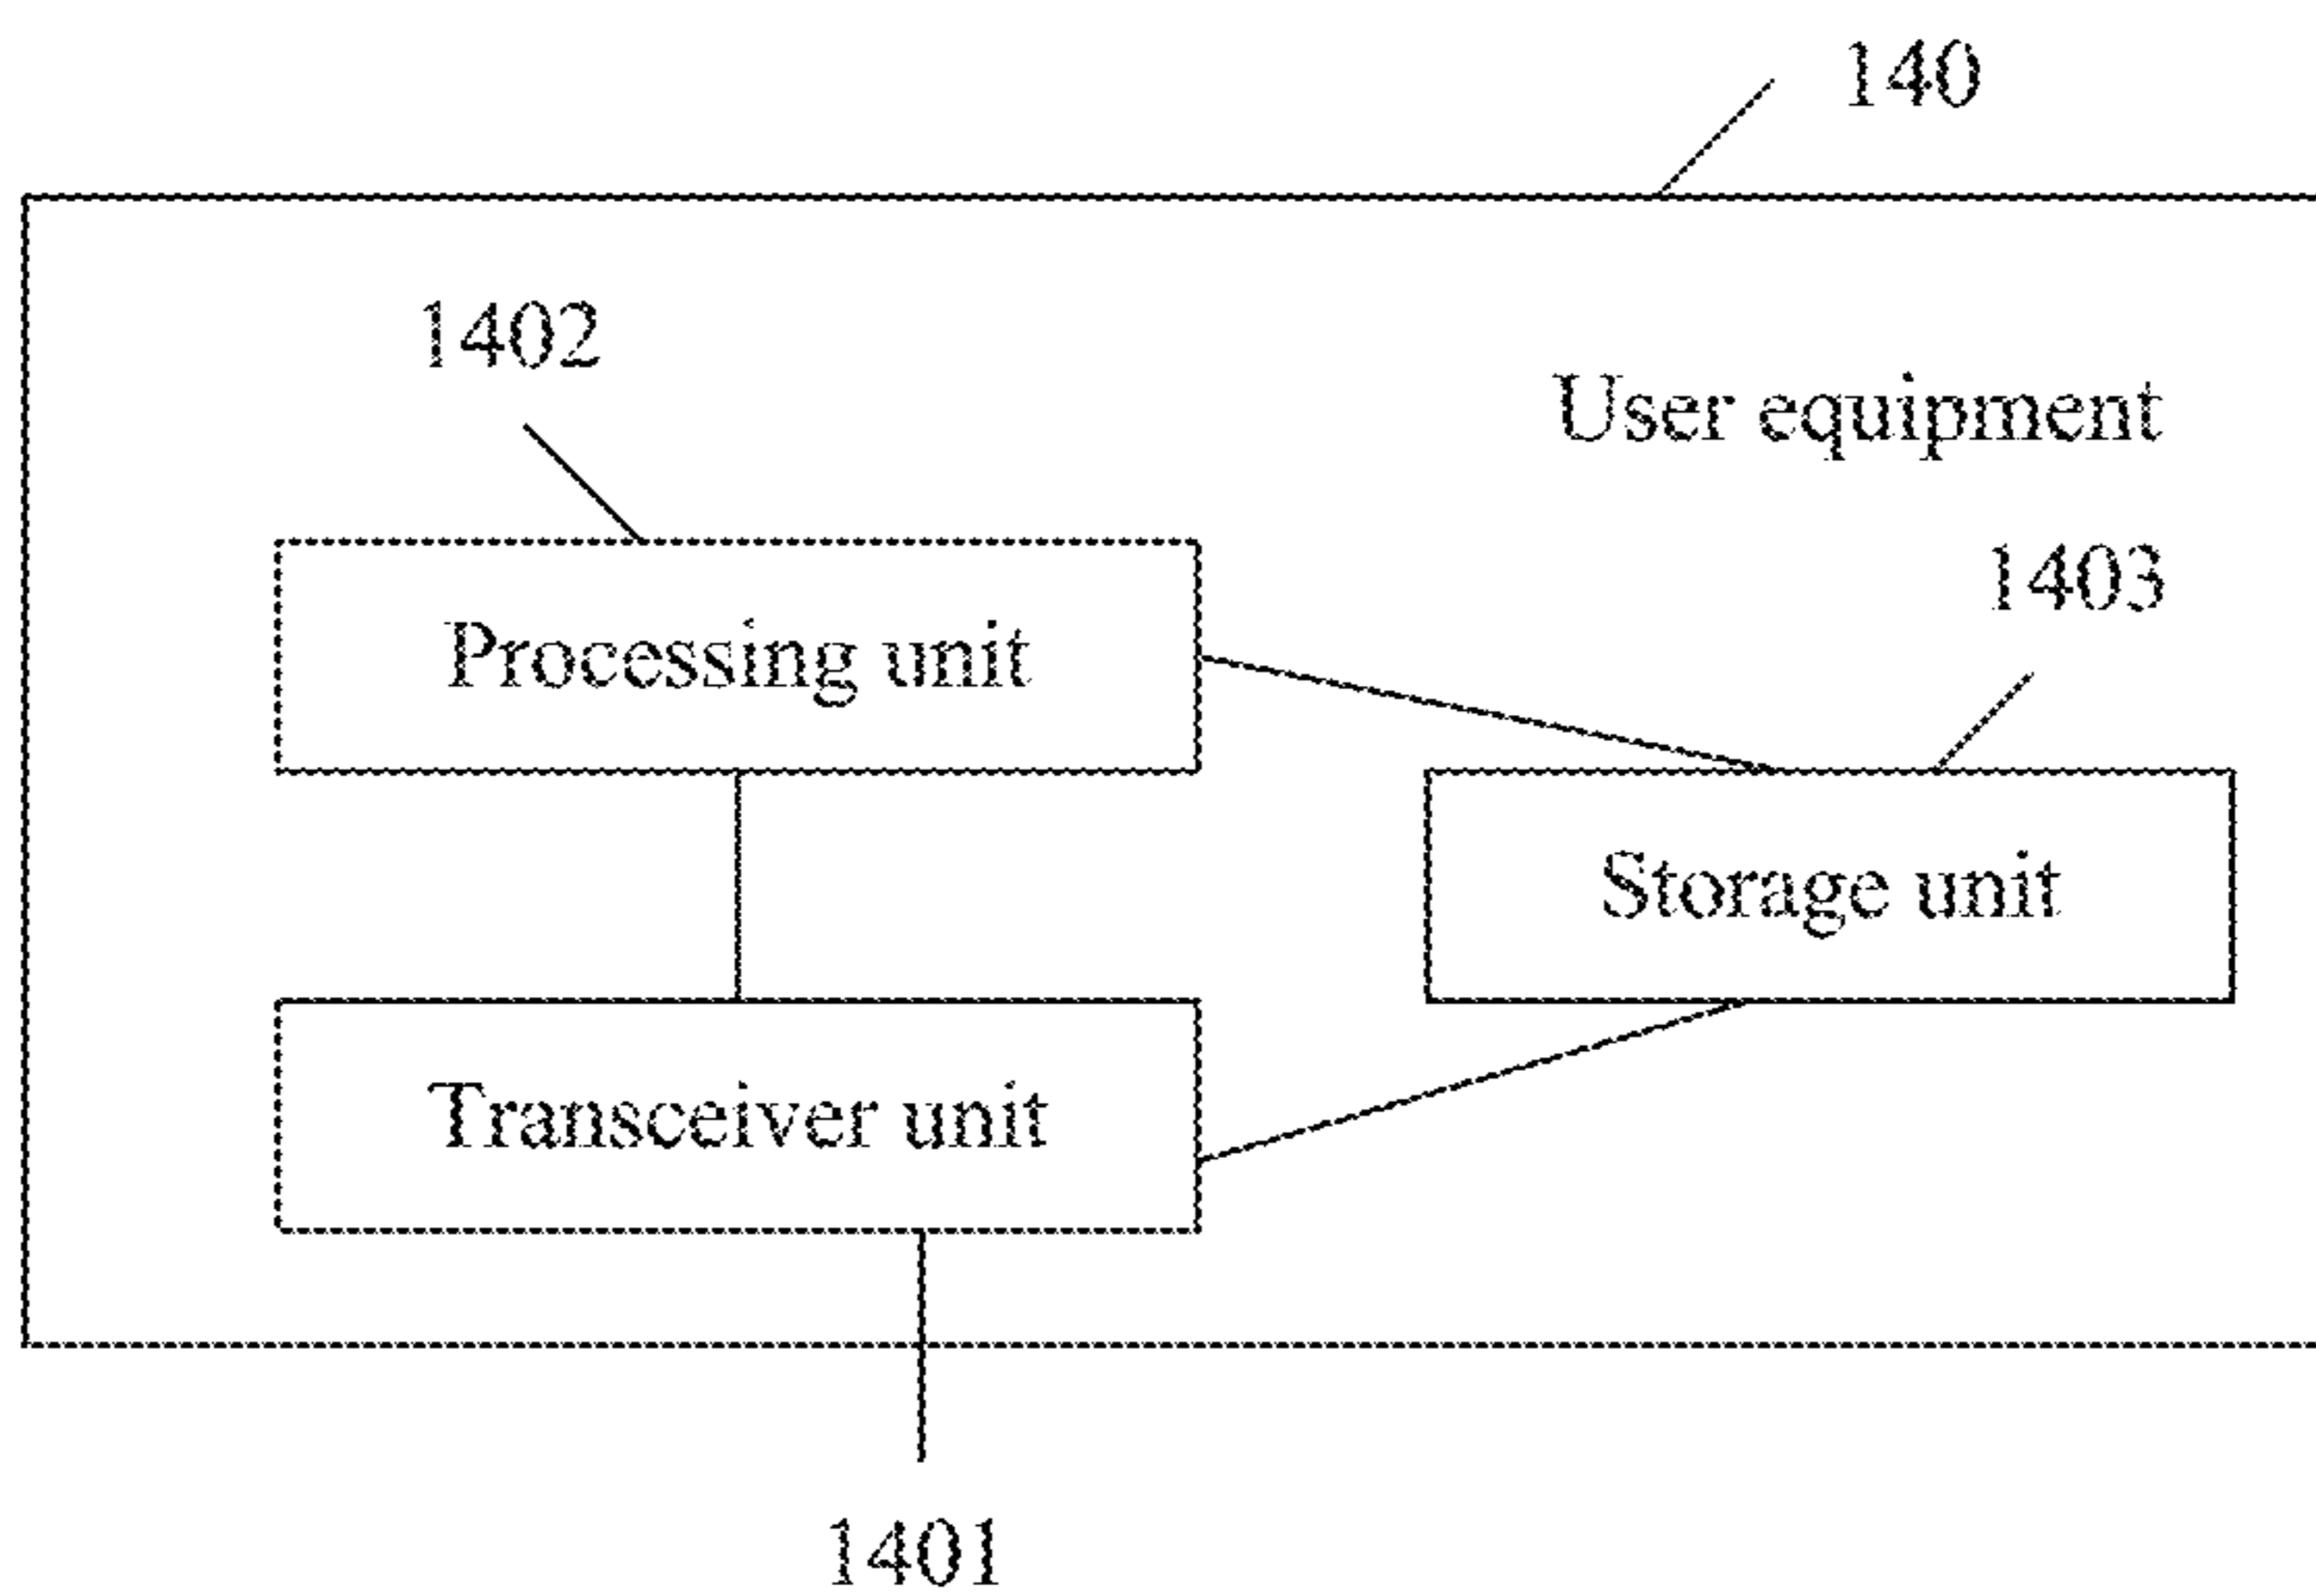 140
1402
User equipment
1403
Processing unit
Storage unit
Transceiver unit
1401